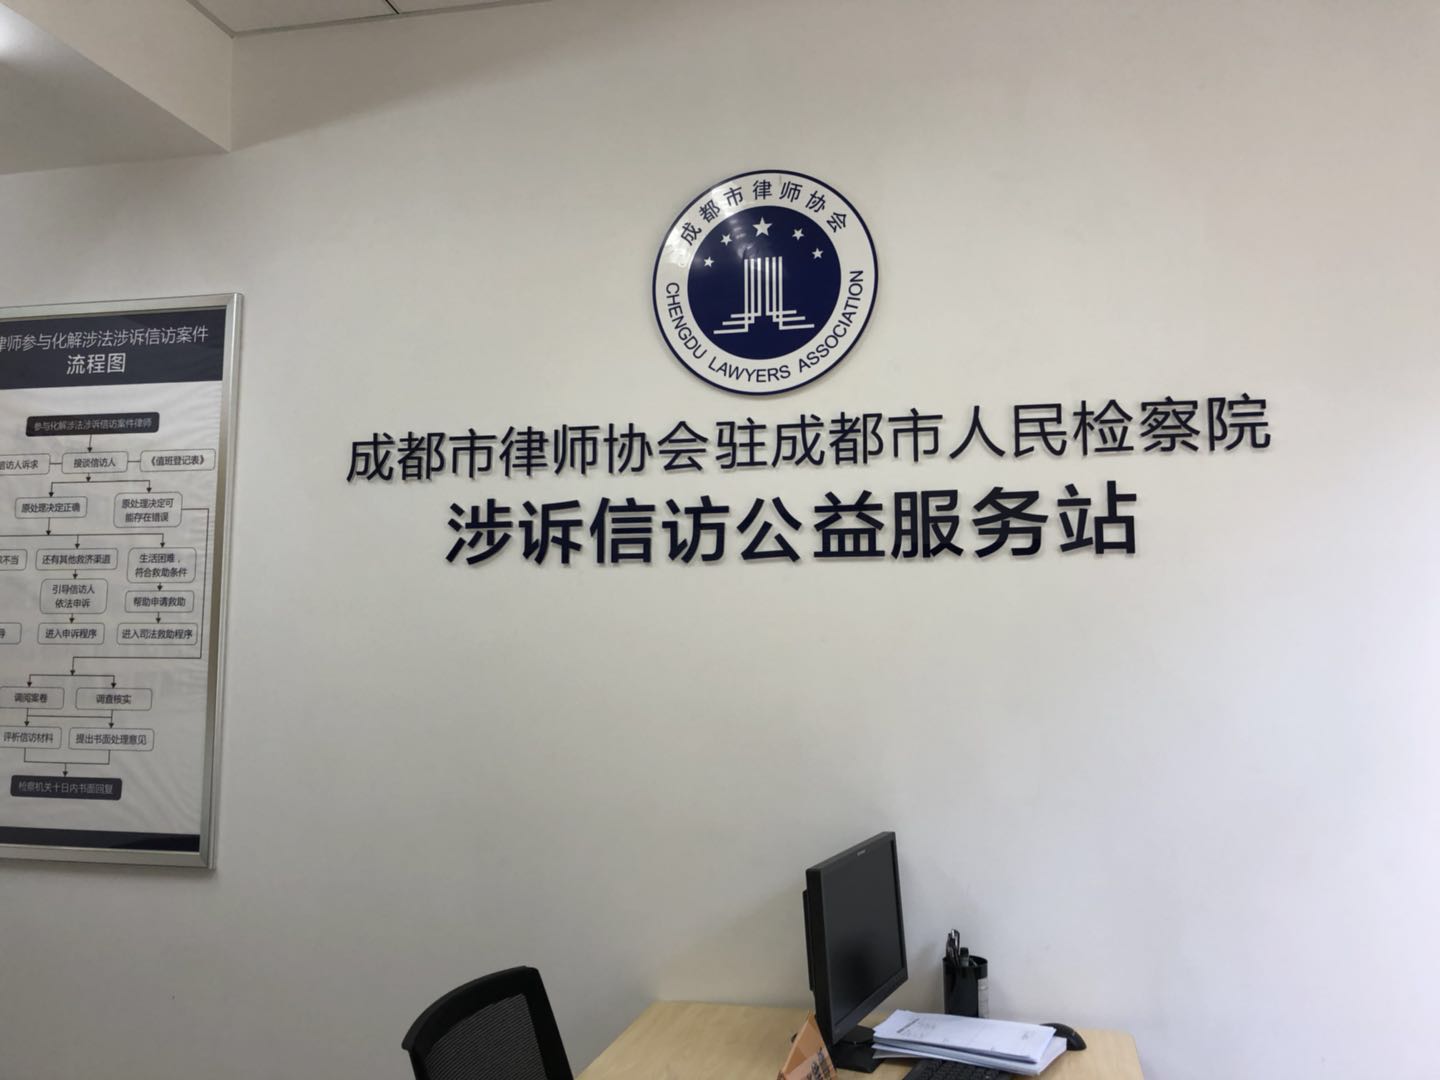 成都市律师协会
CHENGDU LAWYERS ASSOCIATION
成都市律师协会驻成都市人民检察院
涉诉信访公益服务站
律师参与化解涉法涉诉信访案件
流程图
参与化解涉法涉诉信访案件律师
信访人诉求
接谈信访人
《值班登记表》
原处理决定正确
原处理决定可
能存在错误
不当
还有其他救济渠道
生活困难,
符合救助条件
引导信访人
依法申诉
帮助申请救助
导
进入申诉程序
进入司法救助程序
调阅案卷
调查核实
评析信访材料
提出书面处理意见
检察机关十日内书面回复